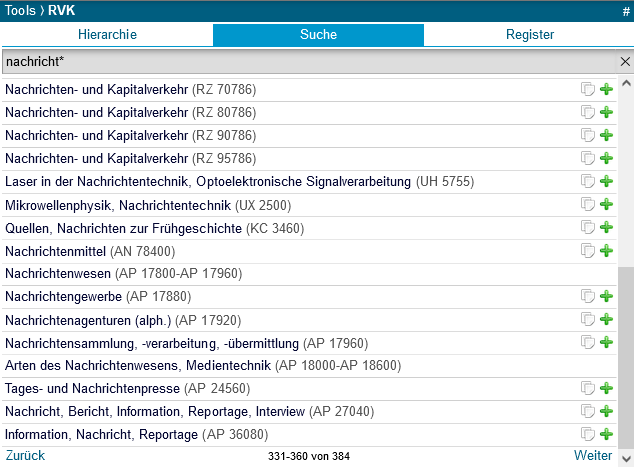 Tools ⟩ RVK #
Hierarchie Suche Register
nachricht* ×
Nachrichten- und Kapitalverkehr (RZ 70786)
Nachrichten- und Kapitalverkehr (RZ 80786)
Nachrichten- und Kapitalverkehr (RZ 90786)
Nachrichten- und Kapitalverkehr (RZ 95786)
Laser in der Nachrichtentechnik, Optoelektronische Signalverarbeitung (UH 5755)
Mikrowellenphysik, Nachrichtentechnik (UX 2500)
Quellen, Nachrichten zur Frühgeschichte (KC 3460)
Nachrichtenmittel (AN 78400)
Nachrichtenwesen (AP 17800-AP 17960)
Nachrichtengewerbe (AP 17880)
Nachrichtenagenturen (alph.) (AP 17920)
Nachrichtensammlung, -verarbeitung, -übermittlung (AP 17960)
Arten des Nachrichtenwesens, Medientechnik (AP 18000-AP 18600)
Tages- und Nachrichtenpresse (AP 24560)
Nachricht, Bericht, Information, Reportage, Interview (AP 27040)
Information, Nachricht, Reportage (AP 36080)
Zurück 331-360 von 384 Weiter